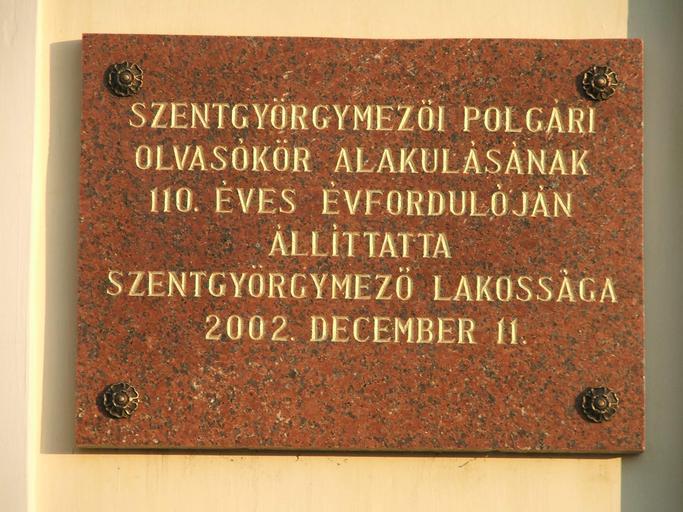 SZENTGYÖRGYMEZŐI POLGÁRI
OLVASÓKÖR ALAKULÁSÁNAK
110. ÉVES ÉVFORDULÓJÁN
ÁLLÍTTATTA
SZENTGYÖRGYMEZŐ LAKOSSÁGA
2002. DECEMBER 11.